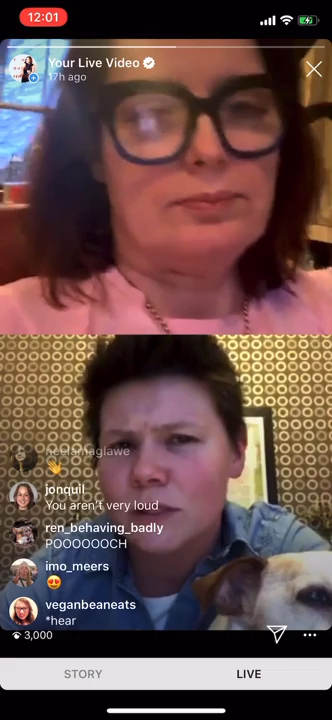 12:01
Your Live Video
17h ago
neelamaglawe
jonquil
You aren't very loud
ren_behaving_badly
POOOOOOCH
imo_meers
veganbeaneats
*hear
3,000
STORY
LIVE